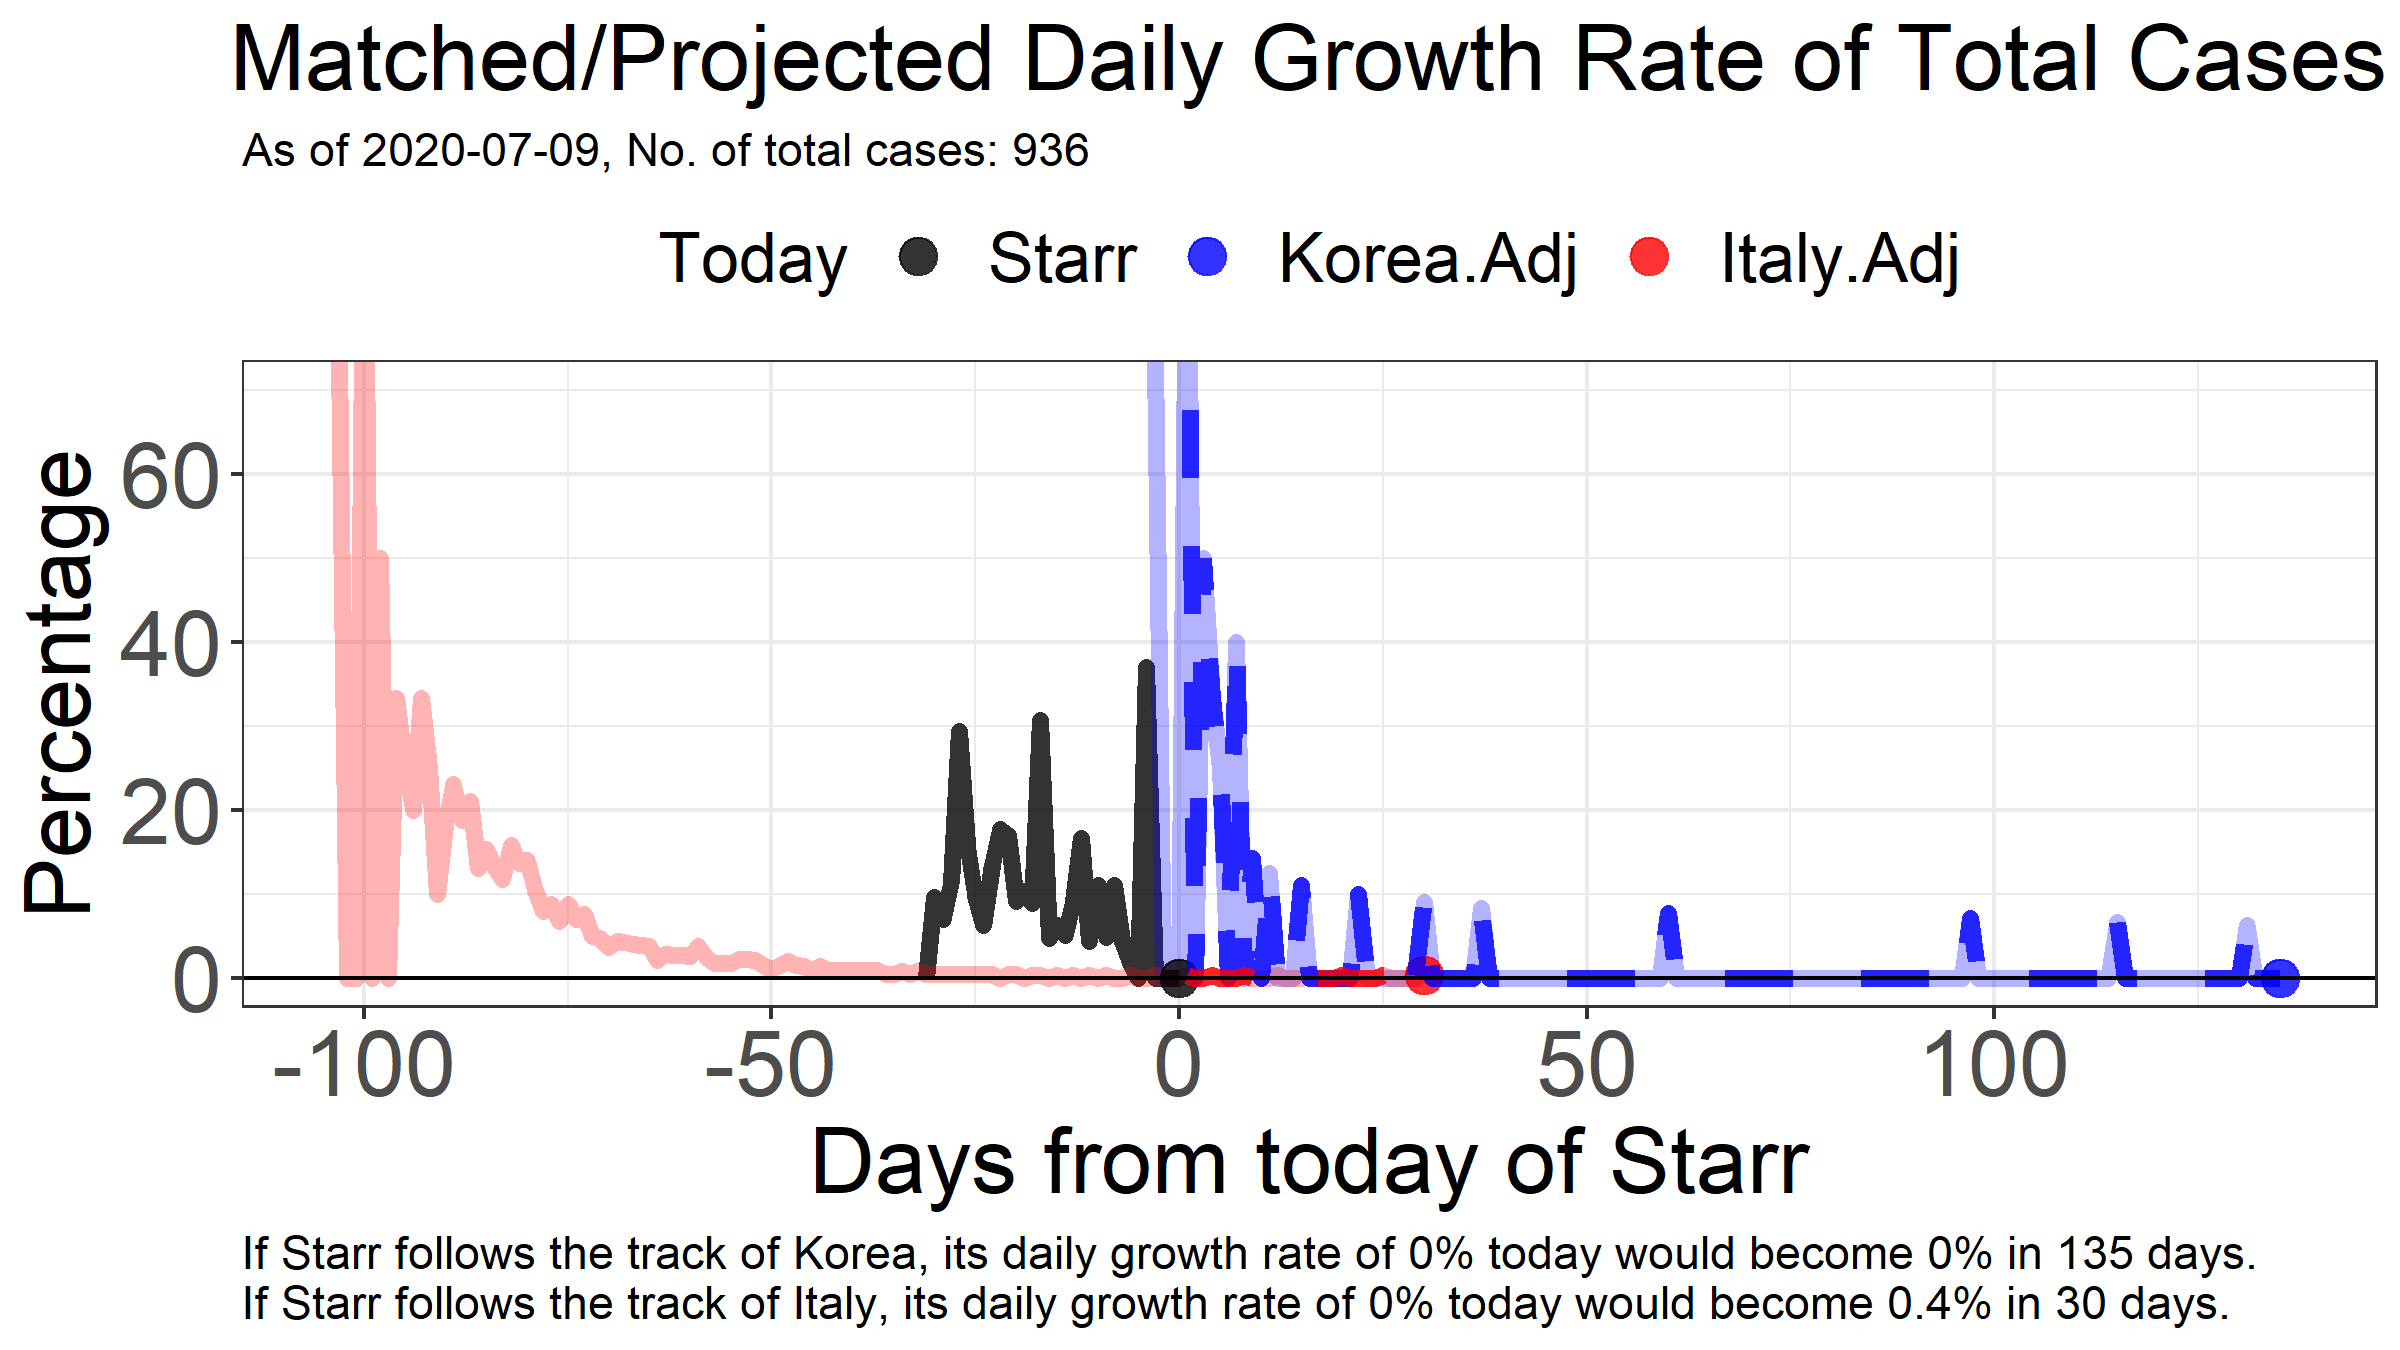 Matched/Projected Daily Growth Rate of Total Cases
As of 2020-07-09, No. of total cases: 936
Today Starr Korea.Adj Italy.Adj
Percentage
60
40
20
0
-100 -50 0 50 100
Days from today of Starr
If Starr follows the track of Korea, its daily growth rate of 0% today would become 0% in 135 days.
If Starr follows the track of Italy, its daily growth rate of 0% today would become 0.4% in 30 days.